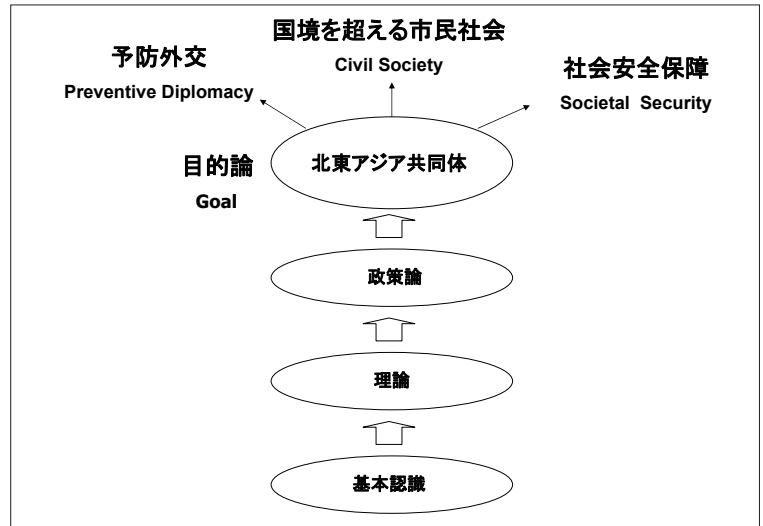 国境を超える市民社会
Civil Society
予防外交
Preventive Diplomacy
社会安全保障
Societal Security
目的論
Goal
北東アジア共同体
政策論
理論
基本認識